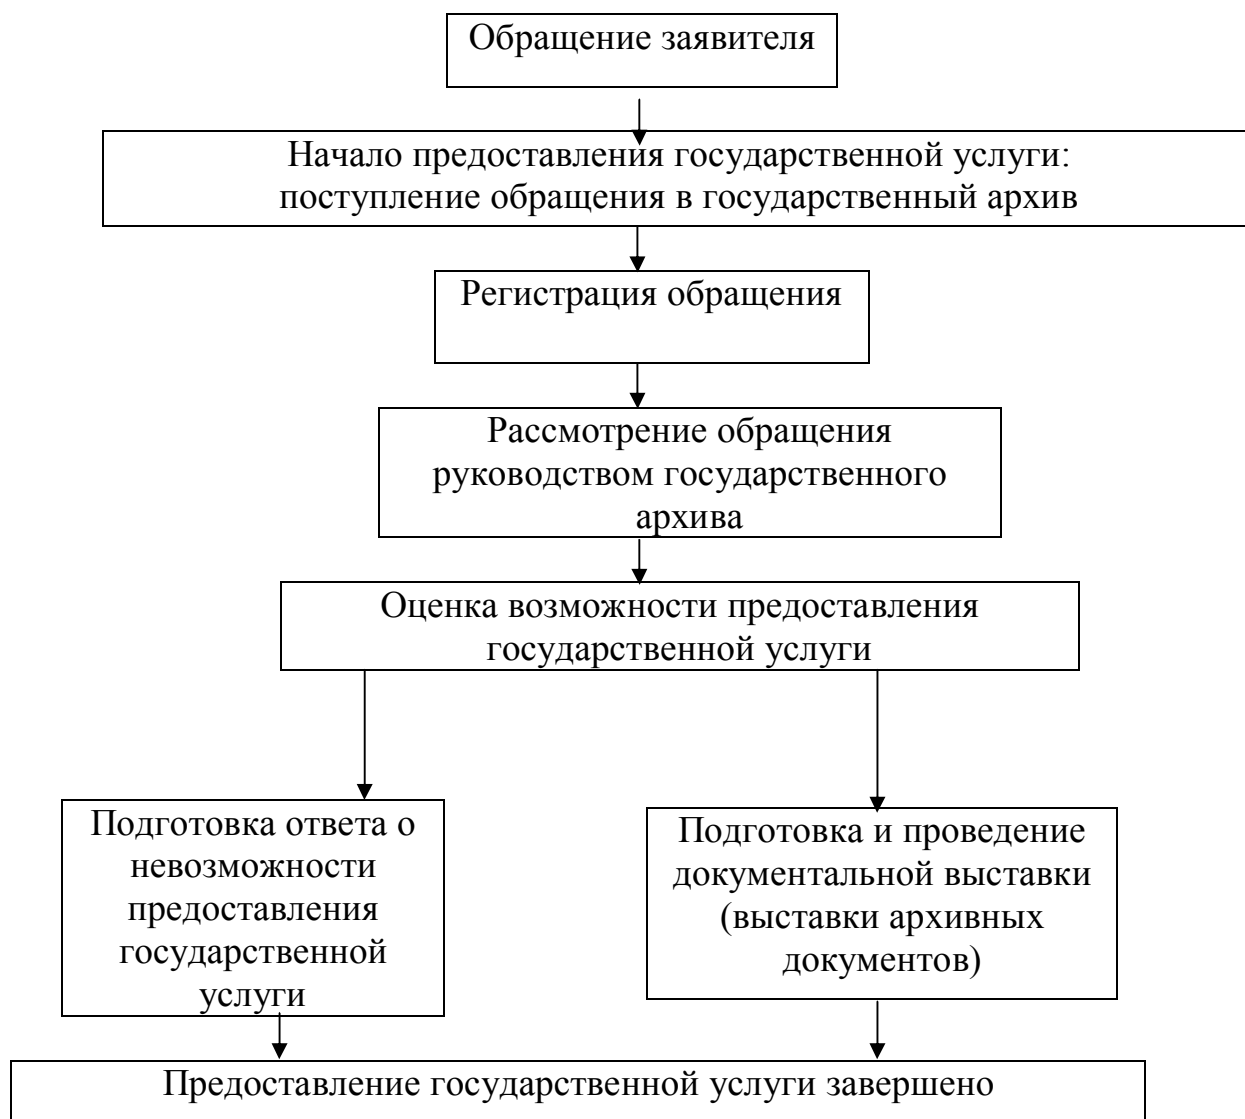 Обращение заявителя
Начало предоставления государственной услуги:
поступление обращения в государственный архив
Регистрация обращения
Рассмотрение обращения
руководством государственного
архива
Оценка возможности предоставления
государственной услуги
Подготовка ответа о
невозможности
предоставления
государственной
услуги
Подготовка и проведение
документальной выставки
(выставки архивных
документов)
Предоставление государственной услуги завершено